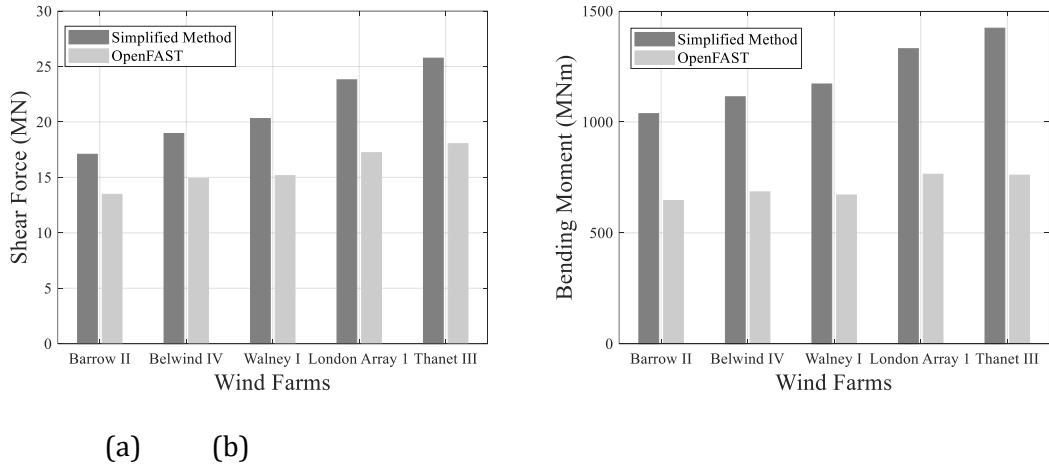 30
25
20
15
10
5
0
Shear Force (MN)
Simplified Method
OpenFAST
Barrow II Belwind IV Walney I London Array 1 Thanet III
Wind Farms
1500
1000
500
0
Bending Moment (MNm)
Simplified Method
OpenFAST
Barrow II Belwind IV Walney I London Array 1 Thanet III
Wind Farms
(a) (b)